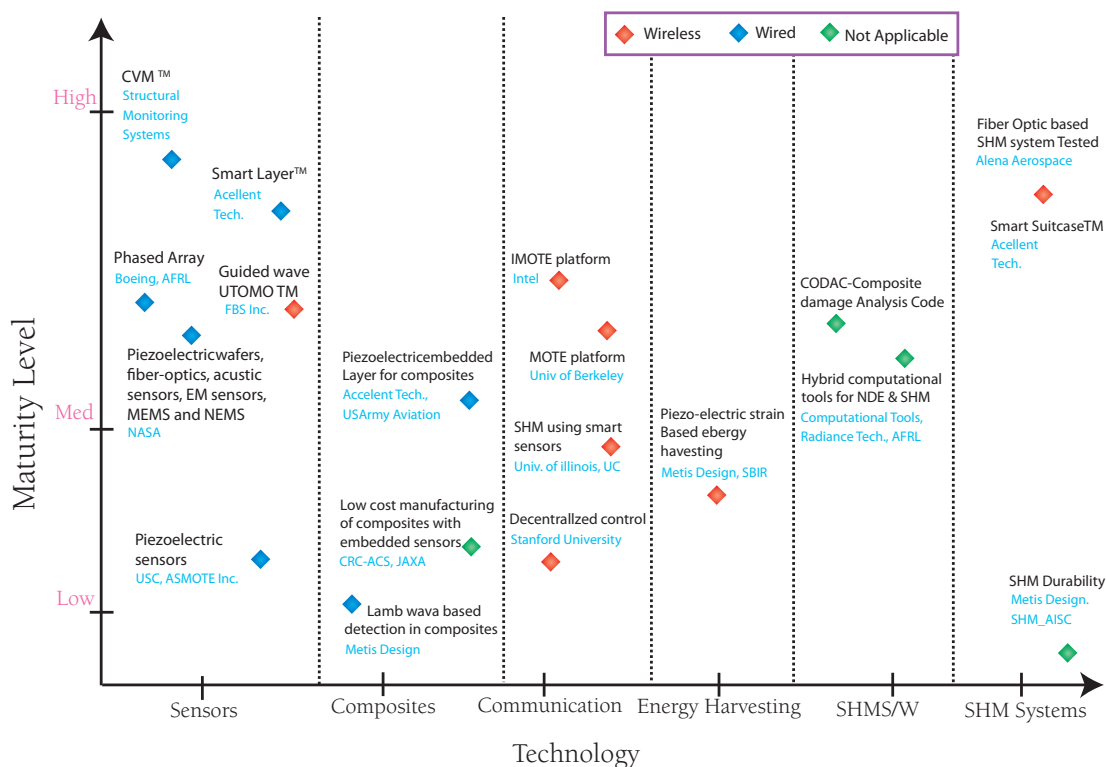 Wireless
Wired
Not Applicable
High
Med
Low
Maturity Level
CVM ™
Structural
Monitoring
Systems
Smart Layer™
Acellent
Tech.
Phased Array
Boeing, AFRL
Guided wave
UTOMO TM
FBS Inc.
Piezoelectricwafers,
fiber-optics, acustic
sensors, EM sensors,
MEMS and NEMS
NASA
Piezoelectric
sensors
USC, ASMOTE Inc.
Piezoelectricembedded
Layer for composites
Accelent Tech.,
USArmy Aviation
Low cost manufacturing
of composites with
embedded sensors
CRC-ACS, JAXA
Lamb wava based
detection in composites
Metis Design
IMOTE platform
Intel
MOTE platform
Univ of Berkeley
SHM using smart
sensors
Univ. of illinois, UC
Decentrallzed control
Stanford University
Piezo-electric strain
Based ebergy
havesting
Metis Design, SBIR
CODAC-Composite
damage Analysis Code
Hybrid computational
tools for NDE & SHM
Computational Tools,
Radiance Tech., AFRL
Fiber Optic based
SHM system Tested
Alena Aerospace
Smart SuitcaseTM
Acellent
Tech.
SHM Durability
Metis Design.
SHM_AISC
Sensors
Composites
Communication
Energy Harvesting
SHMS/W
SHM Systems
Technology